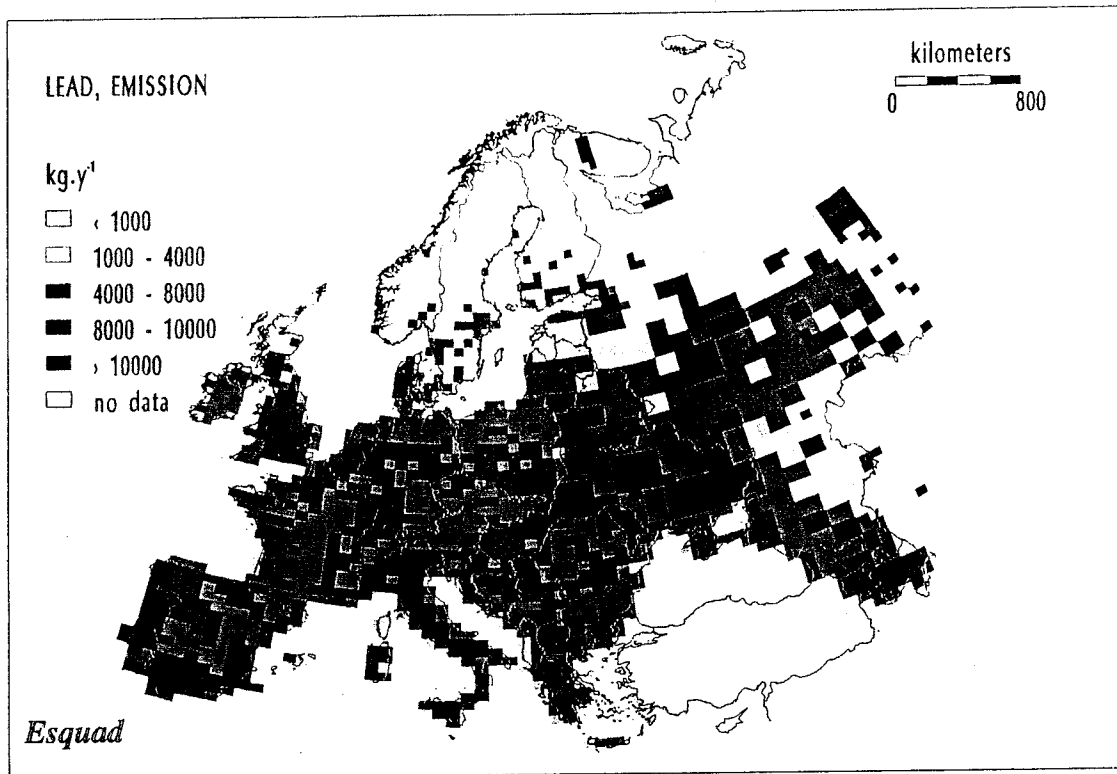 LEAD, EMISSION
kilometers
0 800
kg.y⁻¹
‹ 1000
1000 - 4000
4000 - 8000
8000 - 10000
› 10000
no data
Esquad